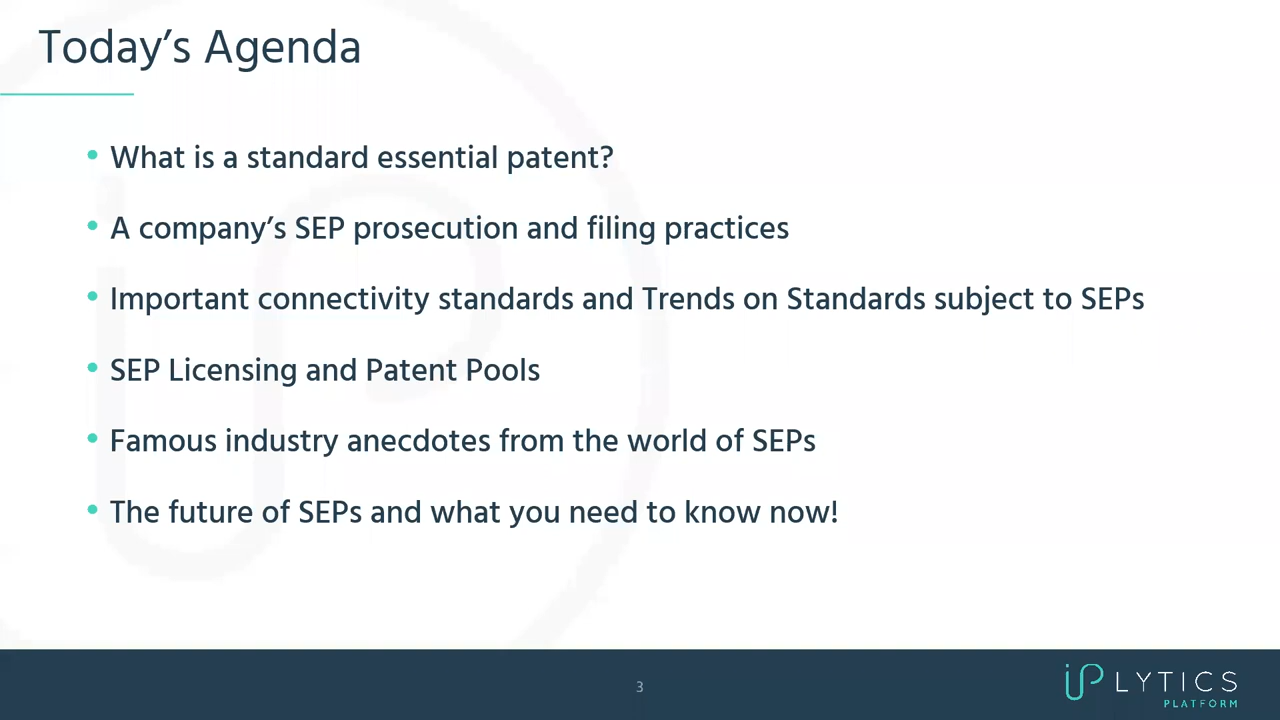 Today’s Agenda
• What is a standard essential patent?
• A company’s SEP prosecution and filing practices
• Important connectivity standards and Trends on Standards subject to SEPs
• SEP Licensing and Patent Pools
• Famous industry anecdotes from the world of SEPs
• The future of SEPs and what you need to know now!
3
iPLYTICS
PLATFORM